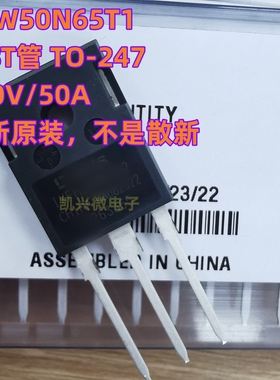 W50N65T1
T管 TO-247
0V/50A
新原装，不是散新
NTITY
23/22
凯兴微电子
ASSEMBLED IN CHINA